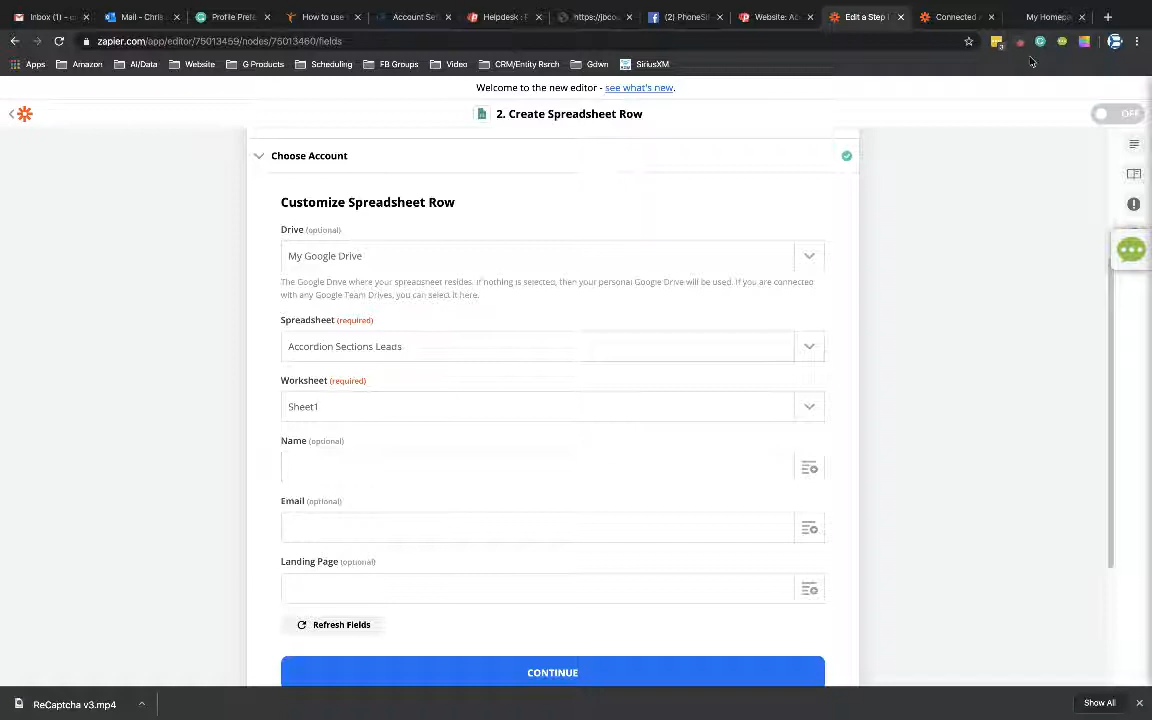 Inbox (1) - c
Mail - Chris
Profile Prefe
How to use
Account Set
Helpdesk : P
https://jbco
(2) PhoneSit
Website: Ac
Edit a Step |
Connected
My Homepa
zapier.com/app/editor/75013459/nodes/75013460/fields
Apps Amazon AI/Data Website G Products Scheduling FB Groups Video CRM/Entity Rsrch Gdwn SiriusXM
Welcome to the new editor - see what's new.
2. Create Spreadsheet Row
OFF
Choose Account
Customize Spreadsheet Row
Drive (optional)
My Google Drive
The Google Drive where your spreadsheet resides. If nothing is selected, then your personal Google Drive will be used. If you are connected
with any Google Team Drives, you can select it here.
Spreadsheet (required)
Accordion Sections Leads
Worksheet (required)
Sheet1
Name (optional)
Email (optional)
Landing Page (optional)
Refresh Fields
CONTINUE
ReCaptcha v3.mp4
Show All